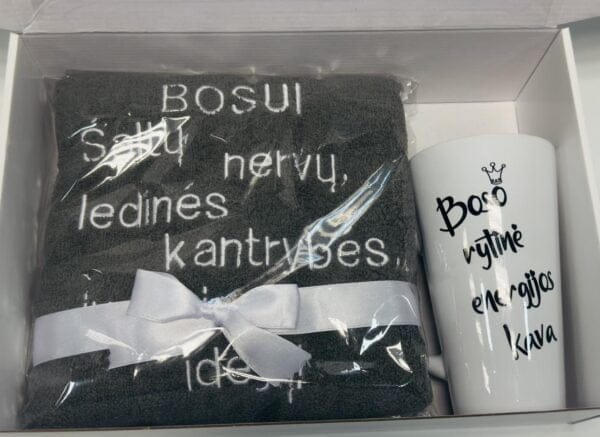 BOSUI
Šaltų
nervų,
ledinės
kantrybės,
idėjų
Boso
rytinė
energijos
kava